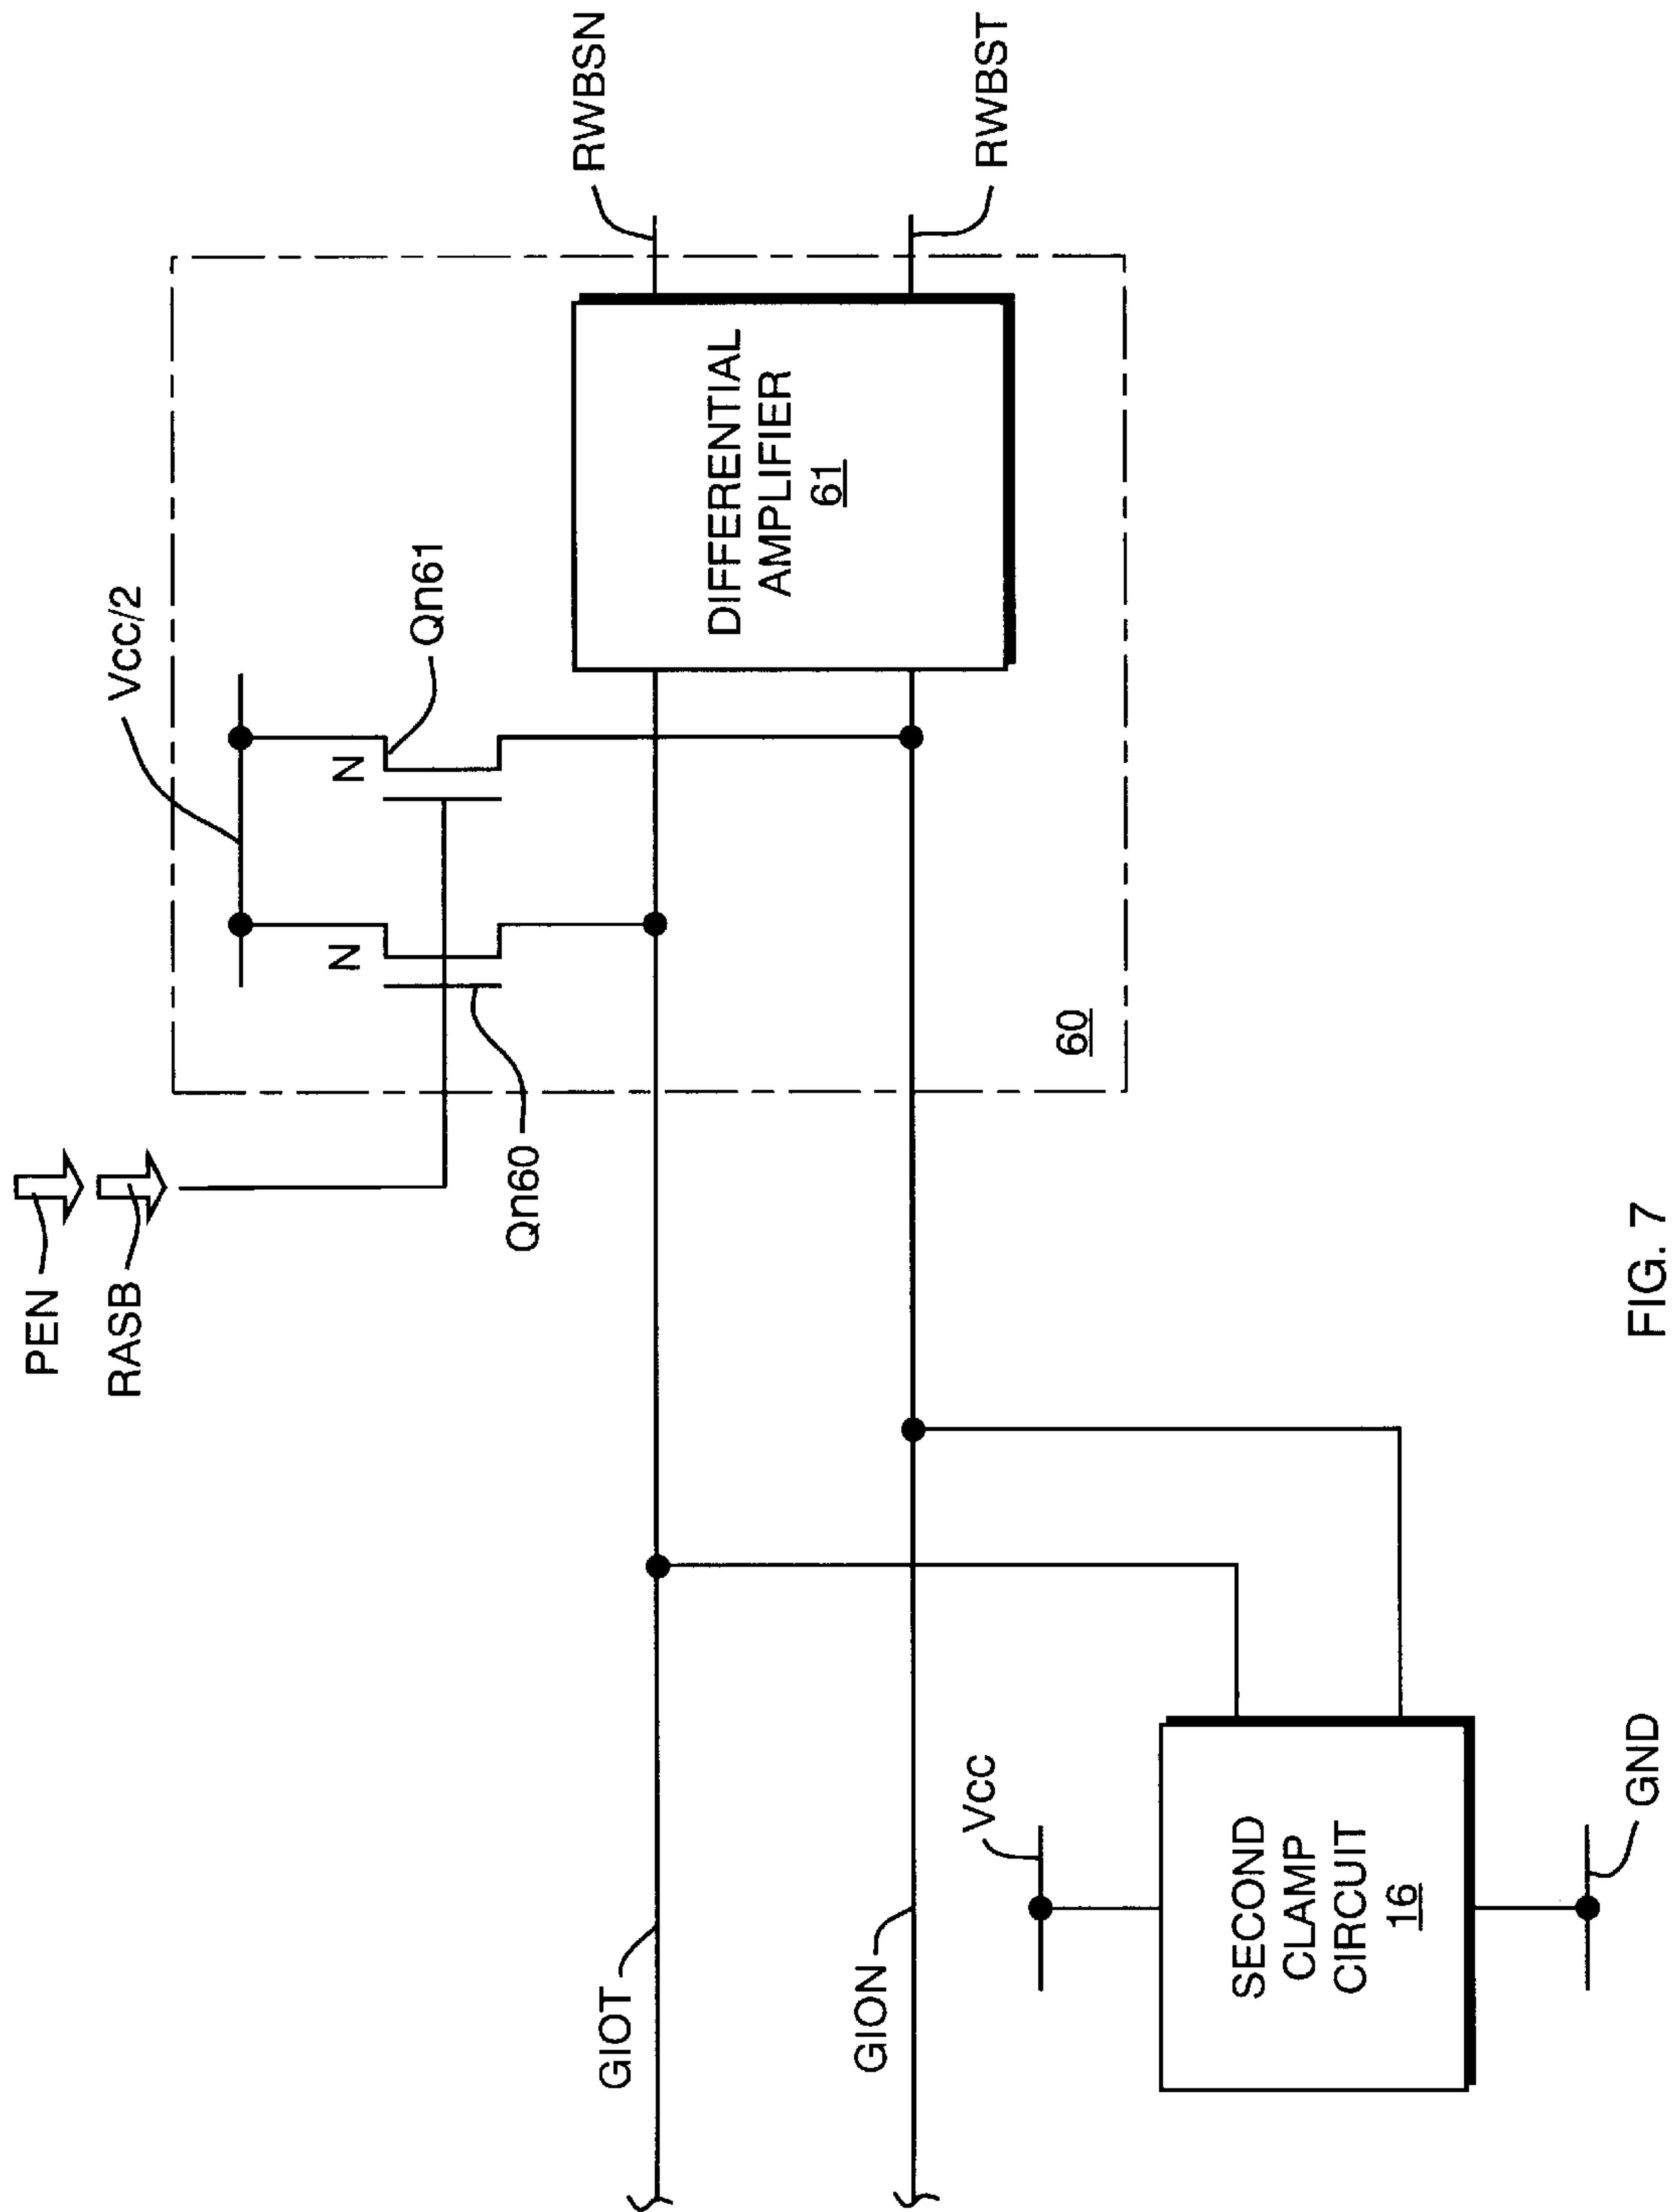 PEN
RASB
Vcc/2
N
N
Qn61
Qn60
RWBSN
RWBST
DIFFERENTIAL
AMPLIFIER
61
60
GIOT
GION
Vcc
SECOND
CLAMP
CIRCUIT
16
GND
FIG. 7